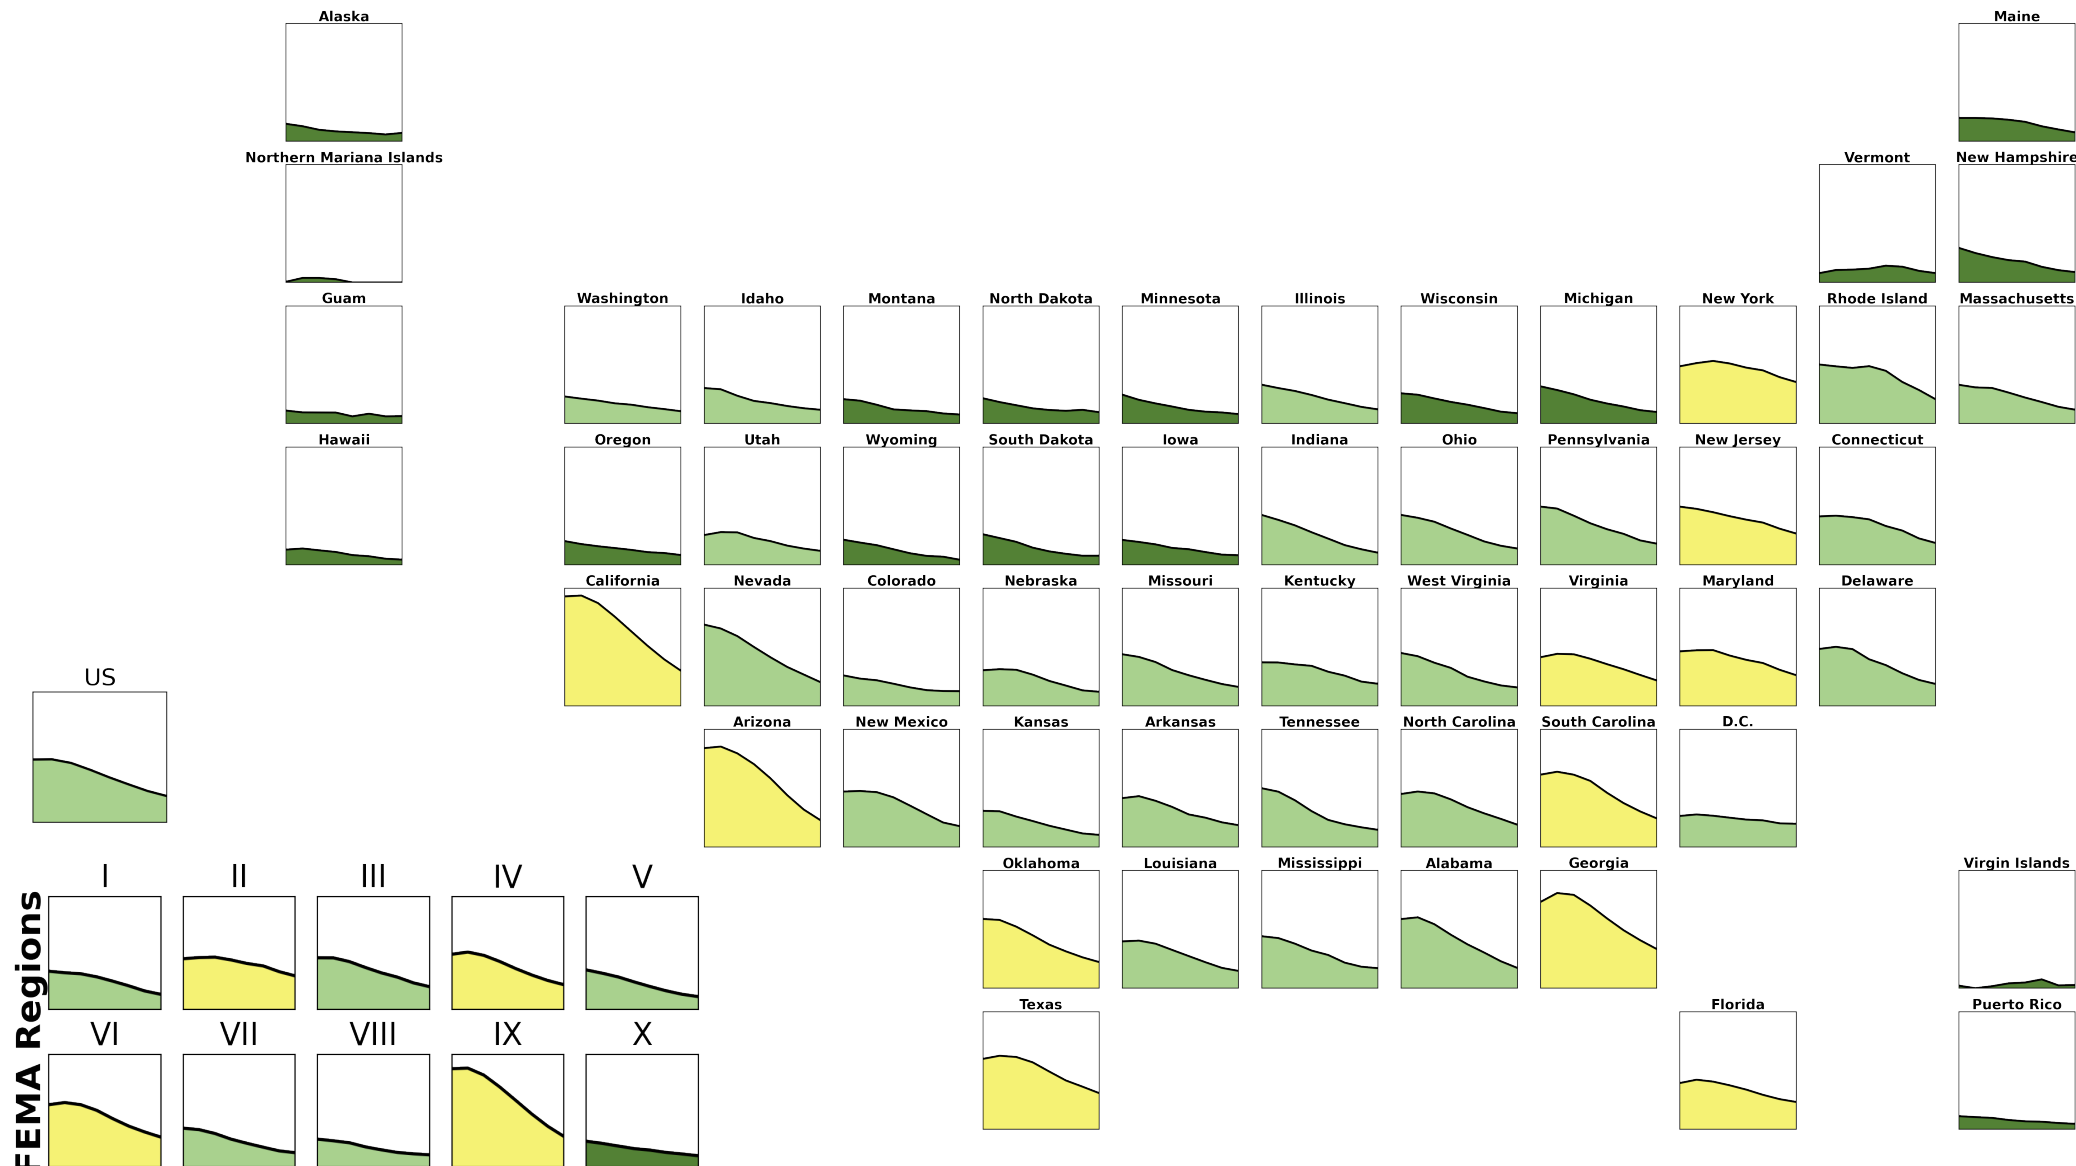 Alaska
Maine
Northern Mariana Islands
Vermont
New Hampshire
Guam
Washington
Idaho
Montana
North Dakota
Minnesota
Illinois
Wisconsin
Michigan
New York
Rhode Island
Massachusetts
Hawaii
Oregon
Utah
Wyoming
South Dakota
Iowa
Indiana
Ohio
Pennsylvania
New Jersey
Connecticut
California
Nevada
Colorado
Nebraska
Missouri
Kentucky
West Virginia
Virginia
Maryland
Delaware
US
Arizona
New Mexico
Kansas
Arkansas
Tennessee
North Carolina
South Carolina
D.C.
Oklahoma
Louisiana
Mississippi
Alabama
Georgia
Virgin Islands
FEMA Regions
I
II
III
IV
V
Texas
Florida
Puerto Rico
VI
VII
VIII
IX
X